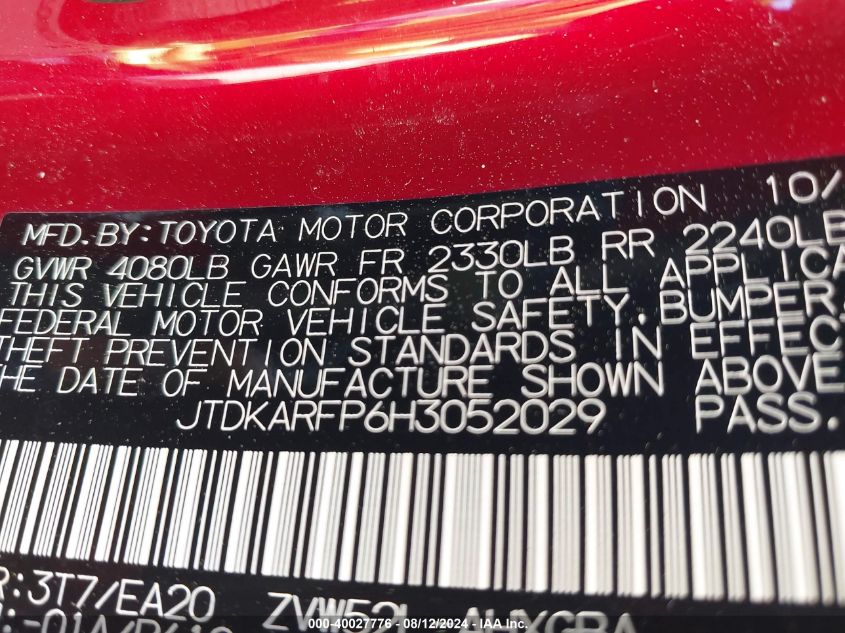 MFD.BY:TOYOTA MOTOR CORPORATION 10/
GVWR 4080LB GAWR FR 2330LB RR 2240LB
THIS VEHICLE CONFORMS TO ALL APPLICA
FEDERAL MOTOR VEHICLE SAFETY, BUMPER,
THEFT PREVENTION STANDARDS IN EFFEC
HE DATE OF MANUFACTURE SHOWN ABOVE
JTDKARFP6H3052029 PASS.
R:3T7/EA20 ZVW52L
000-40027776 - 08/12/2024 - IAA Inc.